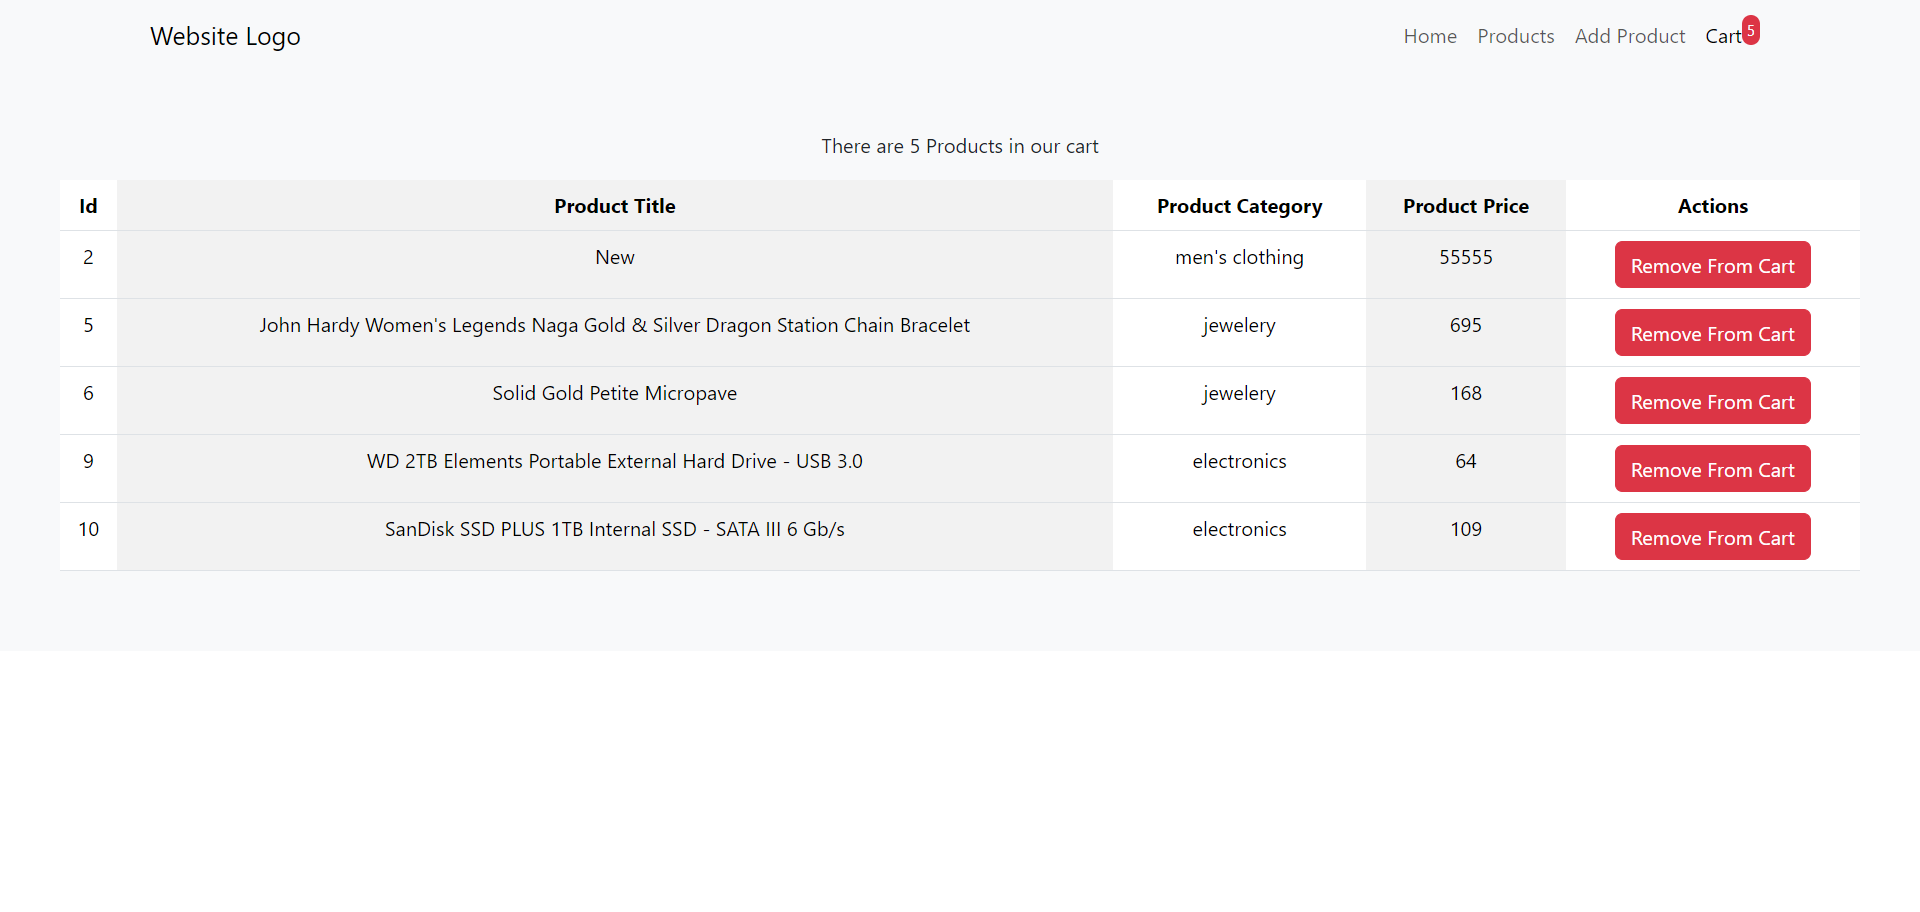 Website Logo Home Products Add Product Cart 5
There are 5 Products in our cart
Id Product Title Product Category Product Price Actions
2 New men's clothing 55555 Remove From Cart
5 John Hardy Women's Legends Naga Gold & Silver Dragon Station Chain Bracelet jewelery 695 Remove From Cart
6 Solid Gold Petite Micropave jewelery 168 Remove From Cart
9 WD 2TB Elements Portable External Hard Drive - USB 3.0 electronics 64 Remove From Cart
10 SanDisk SSD PLUS 1TB Internal SSD - SATA III 6 Gb/s electronics 109 Remove From Cart